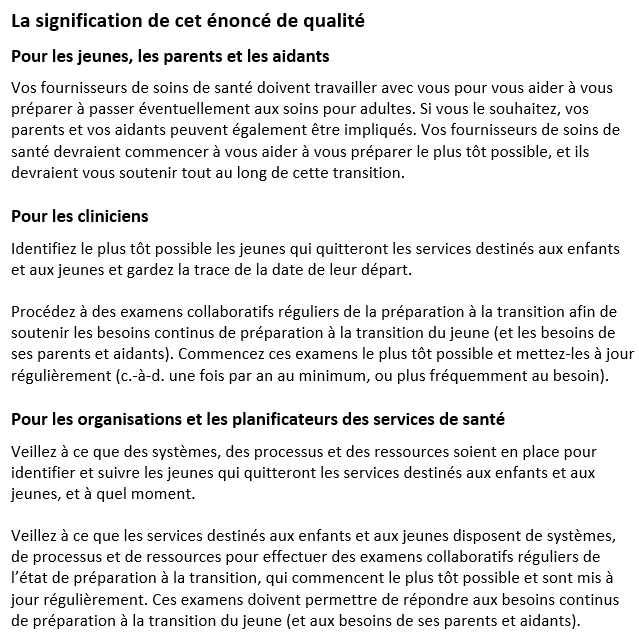 La signification de cet énoncé de qualité
Pour les jeunes, les parents et les aidants
Vos fournisseurs de soins de santé doivent travailler avec vous pour vous aider à vous
préparer à passer éventuellement aux soins pour adultes. Si vous le souhaitez, vos
parents et vos aidants peuvent également être impliqués. Vos fournisseurs de soins de
santé devraient commencer à vous aider à vous préparer le plus tôt possible, et ils
devraient vous soutenir tout au long de cette transition.
Pour les cliniciens
Identifiez le plus tôt possible les jeunes qui quitteront les services destinés aux enfants
et aux jeunes et gardez la trace de la date de leur départ.
Procédez à des examens collaboratifs réguliers de la préparation à la transition afin de
soutenir les besoins continus de préparation à la transition du jeune (et les besoins de
ses parents et aidants). Commencez ces examens le plus tôt possible et mettez-les à jour
régulièrement (c.-à-d. une fois par an au minimum, ou plus fréquemment au besoin).
Pour les organisations et les planificateurs des services de santé
Veillez à ce que des systèmes, des processus et des ressources soient en place pour
identifier et suivre les jeunes qui quitteront les services destinés aux enfants et aux
jeunes, et à quel moment.
Veillez à ce que les services destinés aux enfants et aux jeunes disposent de systèmes,
de processus et de ressources pour effectuer des examens collaboratifs réguliers de
l’état de préparation à la transition, qui commencent le plus tôt possible et sont mis à
jour régulièrement. Ces examens doivent permettre de répondre aux besoins continus
de préparation à la transition du jeune (et aux besoins de ses parents et aidants).